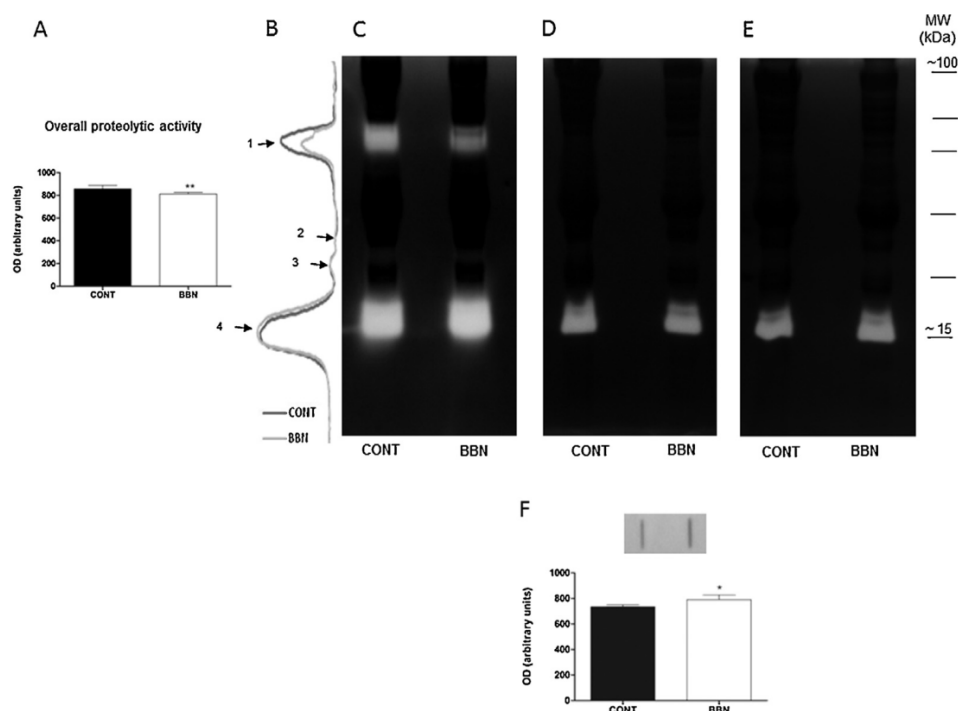 A
B
C
D
E
MW
(kDa)
~100
Overall proteolytic activity
1
1000
800
600
400
200
0
OD (arbitrary units)
**
CONT
BBN
2
3
4
~ 15
CONT
BBN
CONT
BBN
CONT
BBN
CONT
BBN
F
1000
800
600
400
200
0
OD (arbitrary units)
*
CONT
BBN